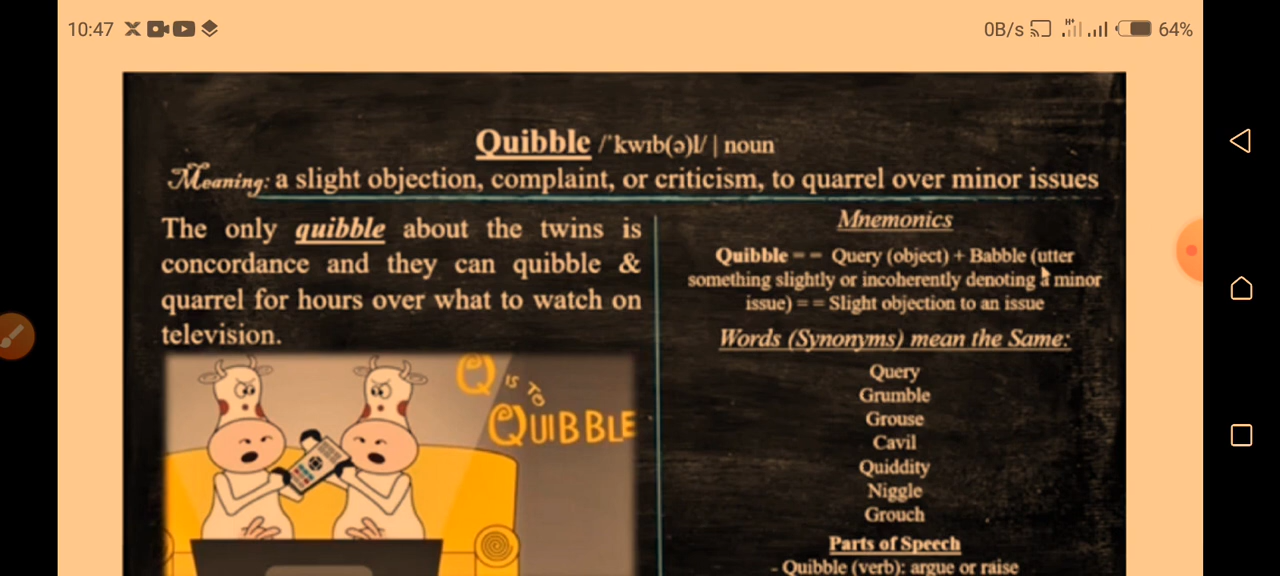 10:47
0B/s H+ 64%
Quibble /ˈkwɪb(ə)l/ | noun
Meaning: a slight objection, complaint, or criticism, to quarrel over minor issues
The only quibble about the twins is
concordance and they can quibble &
quarrel for hours over what to watch on
television.
Q IS TO
QUIBBLE
Mnemonics
Quibble == Query (object) + Babble (utter
something slightly or incoherently denoting a minor
issue) == Slight objection to an issue
Words (Synonyms) mean the Same:
Query
Grumble
Grouse
Cavil
Quiddity
Niggle
Grouch
Parts of Speech
- Quibble (verb): argue or raise